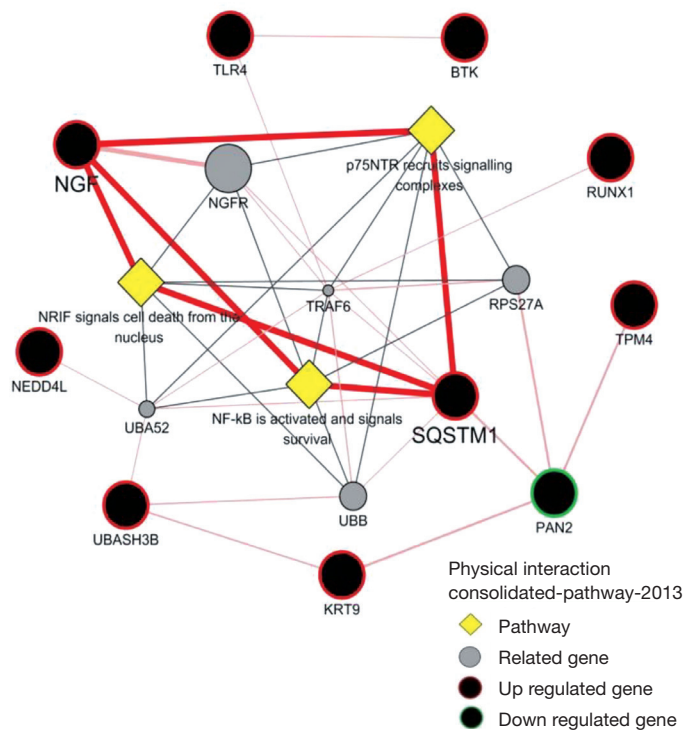 TLR4
BTK
NGF
NGFR
p75NTR recruits signalling
complexes
RUNX1
TRAF6
RPS27A
NRIF signals cell death from the
nucleus
TPM4
NEDD4L
UBA52
NF-kB is activated and signals
survival
SQSTM1
UBASH3B
UBB
PAN2
KRT9
Physical interaction
consolidated-pathway-2013
Pathway
Related gene
Up regulated gene
Down regulated gene